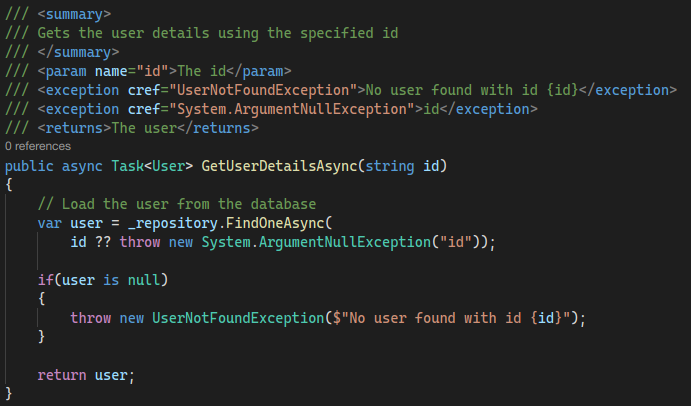 /// <summary>
/// Gets the user details using the specified id
/// </summary>
/// <param name="id">The id</param>
/// <exception cref="UserNotFoundException">No user found with id {id}</exception>
/// <exception cref="System.ArgumentNullException">id</exception>
/// <returns>The user</returns>
0 references
public async Task<User> GetUserDetailsAsync(string id)
{
    // Load the user from the database
    var user = _repository.FindOneAsync(
        id ?? throw new System.ArgumentNullException("id"));

    if(user is null)
    {
        throw new UserNotFoundException($"No user found with id {id}");
    }

    return user;
}